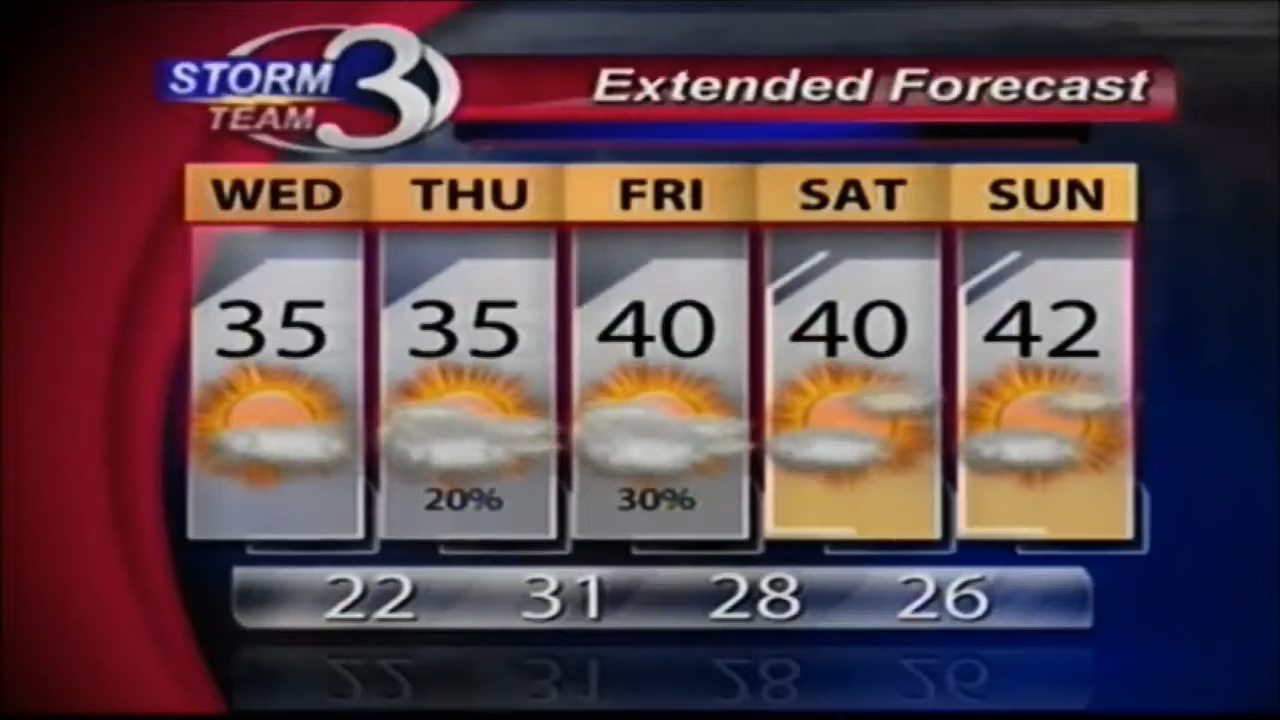 STORM TEAM 3
Extended Forecast
WED THU FRI SAT SUN
35 35 40 40 42
20% 30%
22 31 28 26